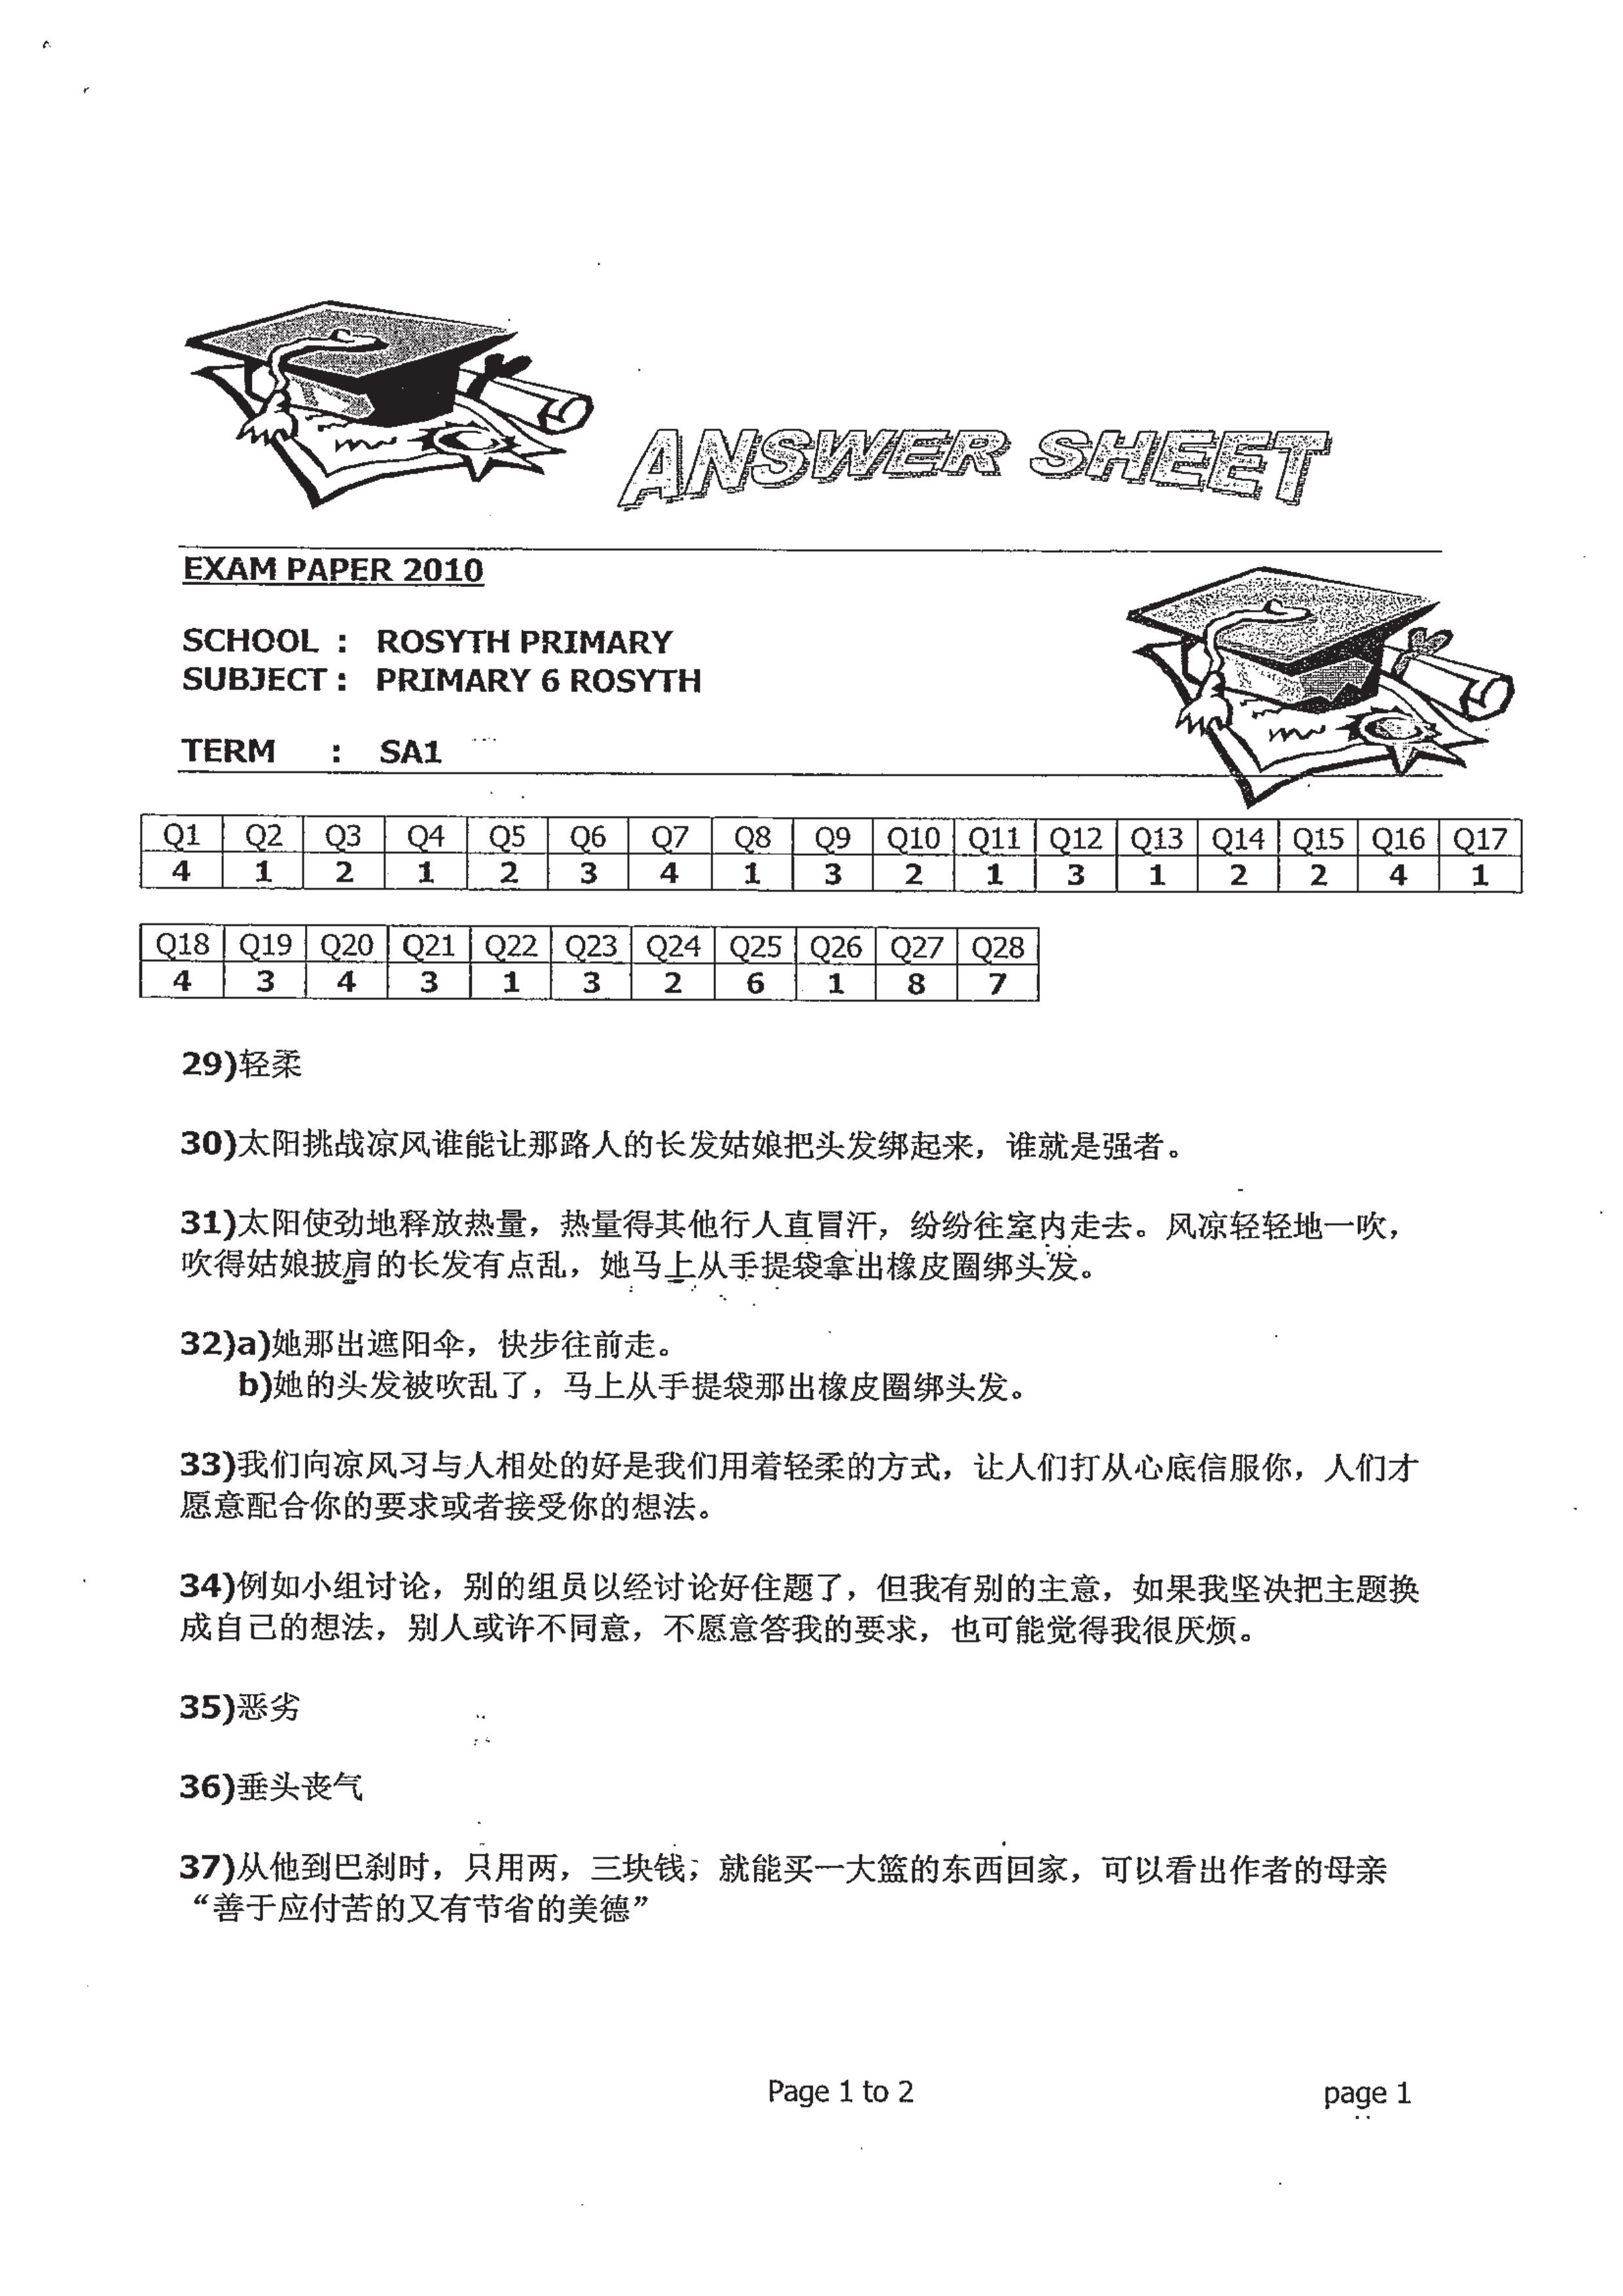 ANSWER SHEET
EXAM PAPER 2010
SCHOOL : ROSYTH PRIMARY
SUBJECT : PRIMARY 6 ROSYTH
TERM : SA1
Q1 Q2 Q3 Q4 Q5 Q6 Q7 Q8 Q9 Q10 Q11 Q12 Q13 Q14 Q15 Q16 Q17
4 1 2 1 2 3 4 1 3 2 1 3 1 2 2 4 1
Q18 Q19 Q20 Q21 Q22 Q23 Q24 Q25 Q26 Q27 Q28
4 3 4 3 1 3 2 6 1 8 7
29)轻柔
30)太阳挑战凉风谁能让那路人的长发姑娘把头发绑起来，谁就是强者。
31)太阳使劲地释放热量，热量得其他行人直冒汗，纷纷往室内走去。风凉轻轻地一吹，
吹得姑娘披肩的长发有点乱，她马上从手提袋拿出橡皮圈绑头发。
32)a)她那出遮阳伞，快步往前走。
b)她的头发被吹乱了，马上从手提袋那出橡皮圈绑头发。
33)我们向凉风习与人相处的好是我们用着轻柔的方式，让人们打从心底信服你，人们才
愿意配合你的要求或者接受你的想法。
34)例如小组讨论，别的组员以经讨论好住题了，但我有别的主意，如果我坚决把主题换
成自己的想法，别人或许不同意，不愿意答我的要求，也可能觉得我很厌烦。
35)恶劣
36)垂头丧气
37)从他到巴刹时，只用两，三块钱；就能买一大篮的东西回家，可以看出作者的母亲
“善于应付苦的又有节省的美德”
Page 1 to 2 page 1